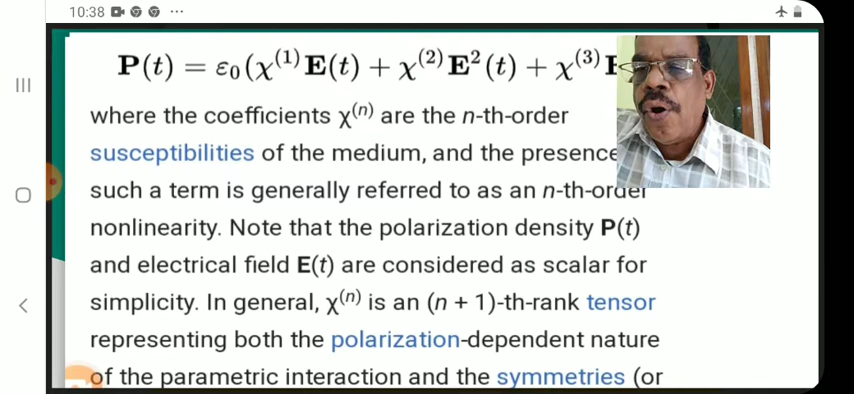 10:38
P(t) = ε₀(χ⁽¹⁾E(t) + χ⁽²⁾E²(t) + χ⁽³⁾
where the coefficients χ⁽ⁿ⁾ are the n-th-order
susceptibilities of the medium, and the presence
such a term is generally referred to as an n-th-order
nonlinearity. Note that the polarization density P(t)
and electrical field E(t) are considered as scalar for
simplicity. In general, χ⁽ⁿ⁾ is an (n + 1)-th-rank tensor
representing both the polarization-dependent nature
of the parametric interaction and the symmetries (or